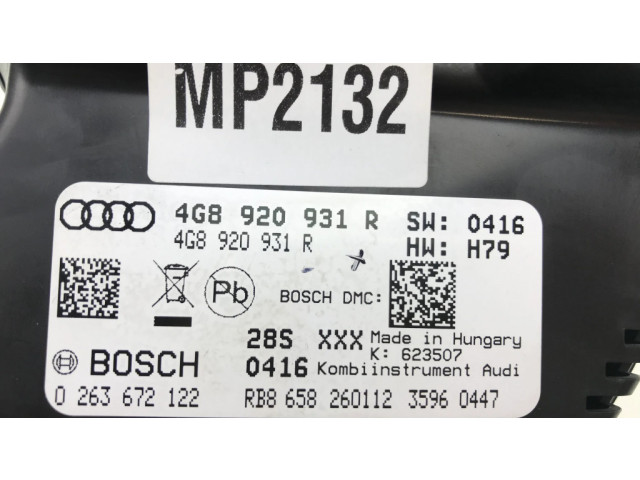 MP2132
4G8 920 931 R SW: 0416
4G8 920 931 R HW: H79
Pb BOSCH DMC:
28S XXX Made in Hungary
K: 623507
BOSCH 0416 Kombiinstrument Audi
0 263 672 122 RB8 658 260112 3596 0447